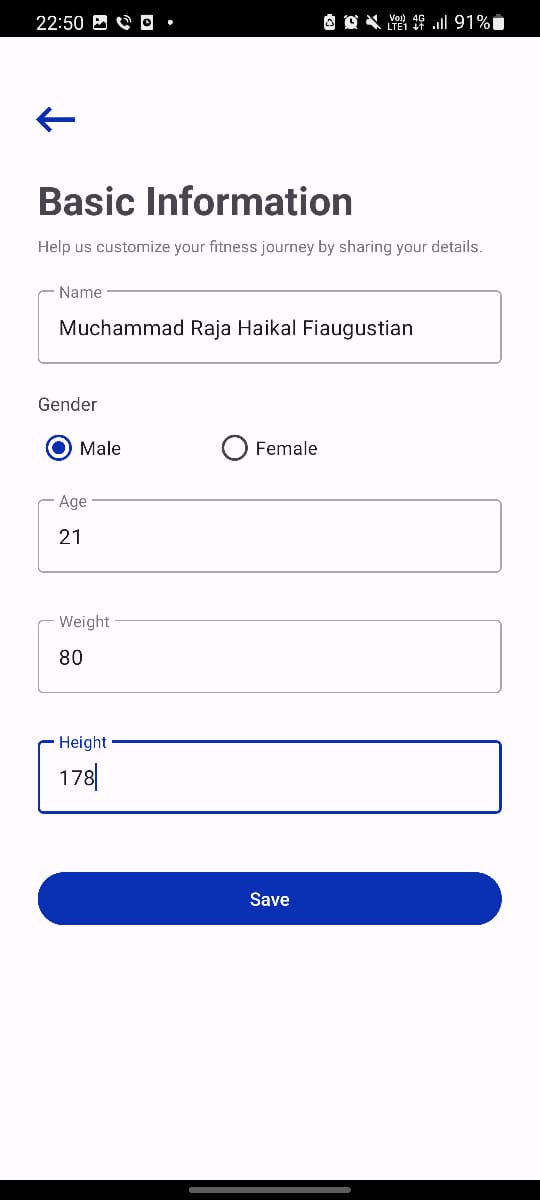 22:50 Vo)) LTE1 4G 91%
Basic Information
Help us customize your fitness journey by sharing your details.
Name
Muchammad Raja Haikal Fiaugustian
Gender
Male Female
Age
21
Weight
80
Height
178
Save